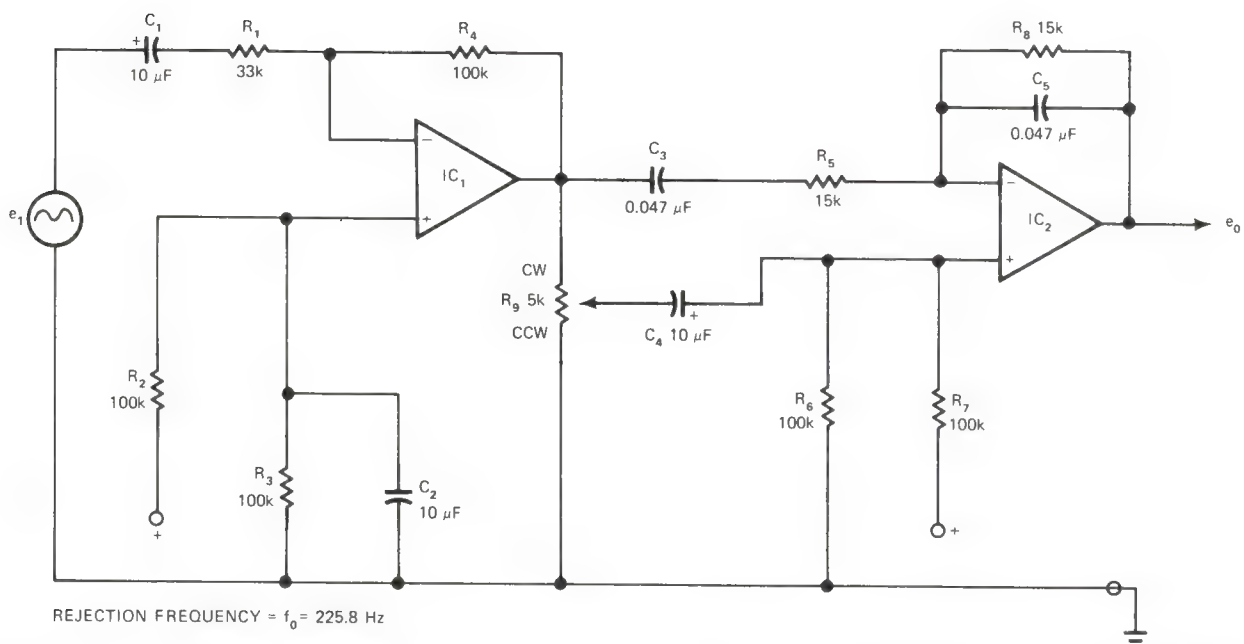 C₁
+
10 µF
R₁
33k
R₄
100k
R₈ 15k
C₅
0.047 µF
−
IC₁
+
C₃
0.047 µF
R₅
15k
−
IC₂
+
e₁
e₀
CW
R₉ 5k
CCW
C₄ 10 µF
+
R₂
100k
+
R₃
100k
C₂
10 µF
R₆
100k
R₇
100k
+
REJECTION FREQUENCY = f₀ = 225.8 Hz